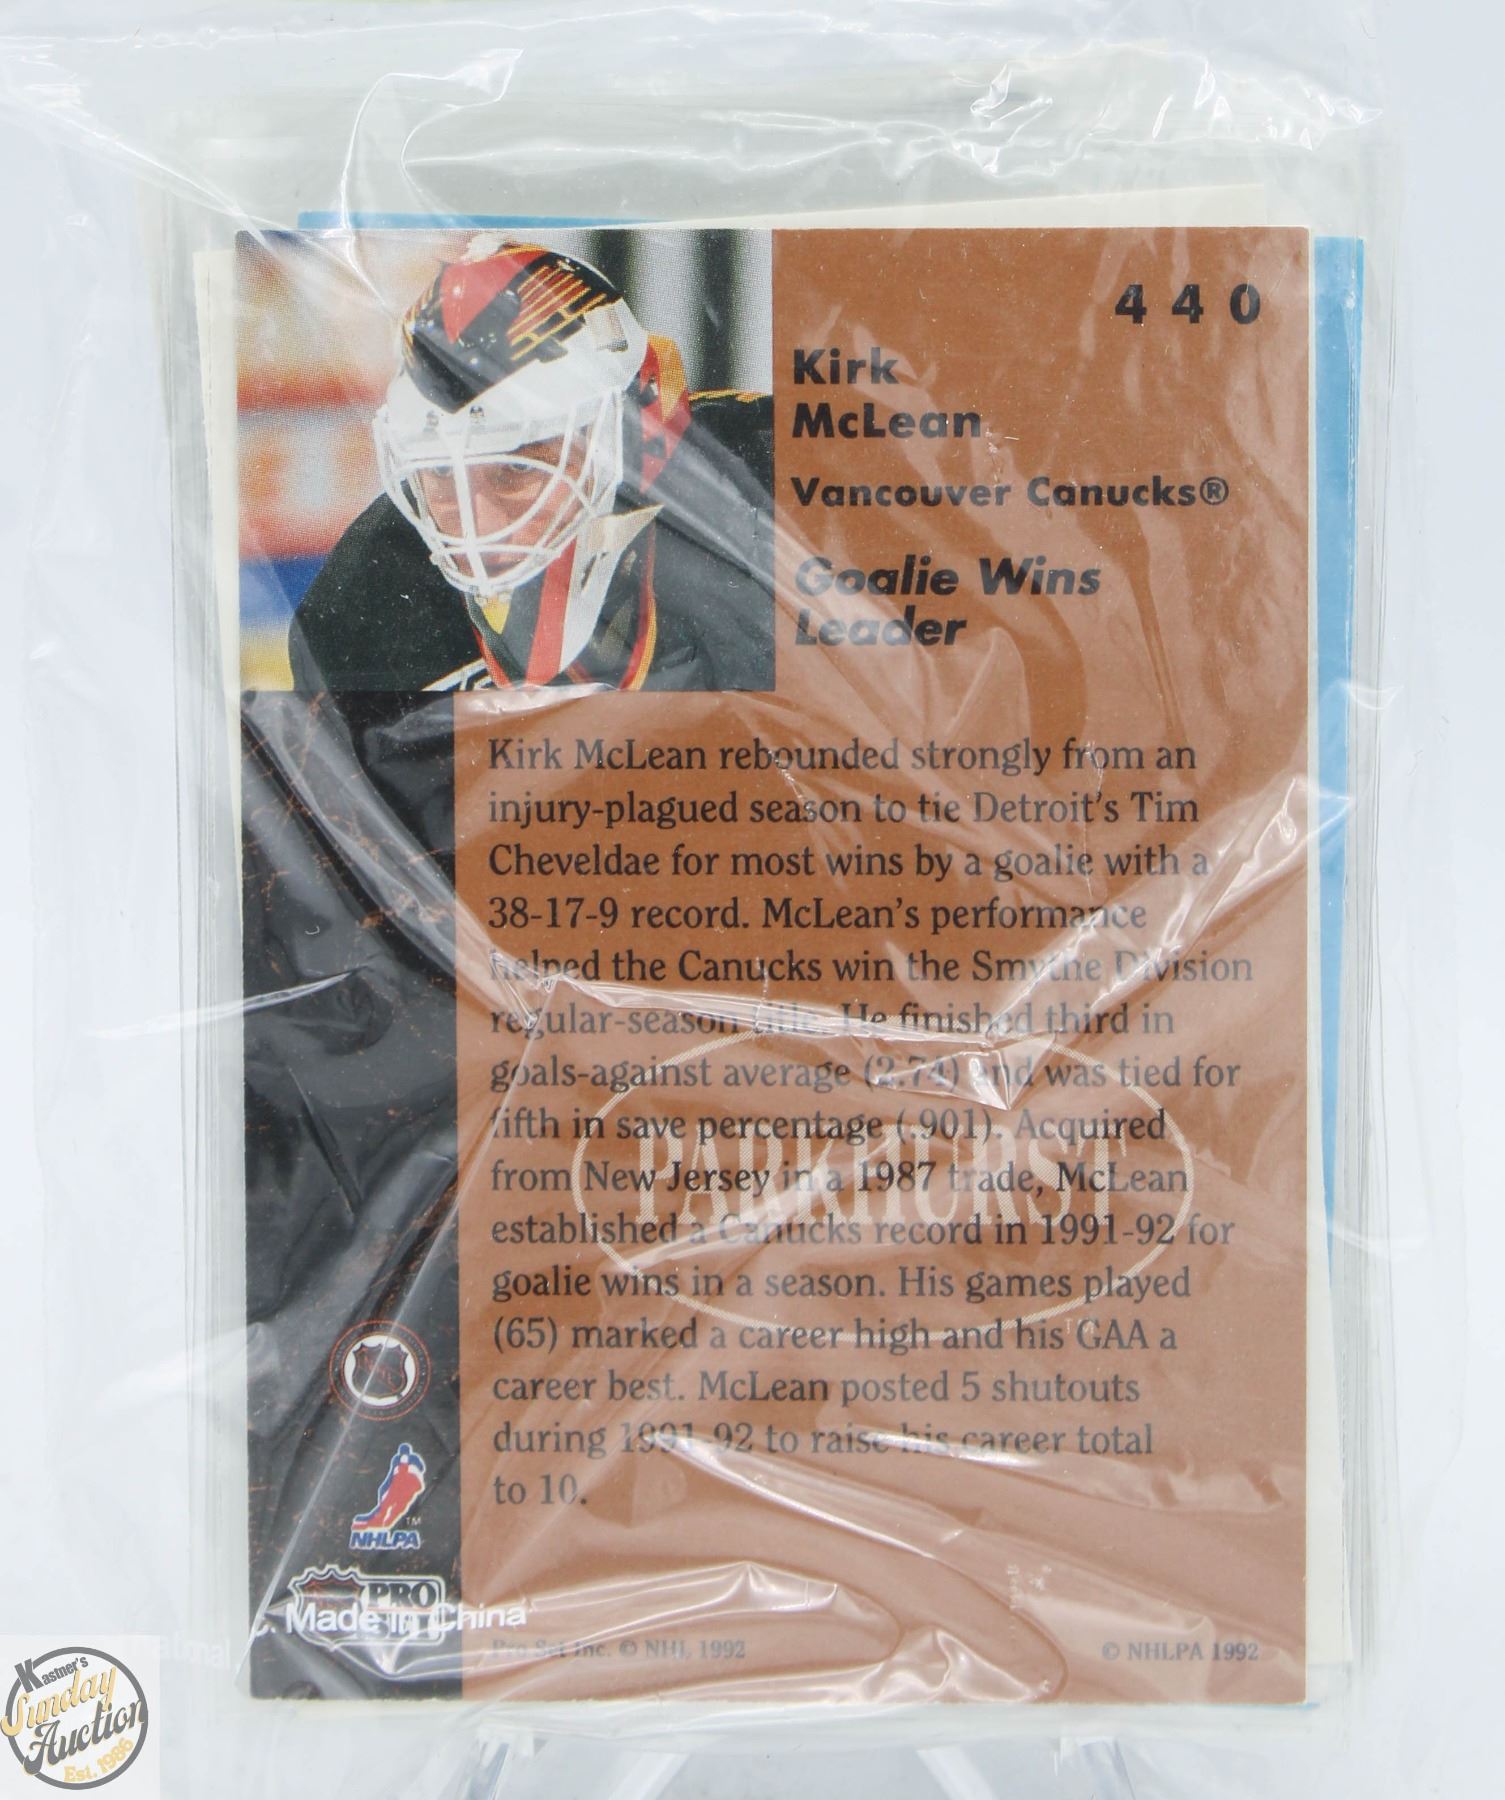 440
Kirk
McLean
Vancouver Canucks®
Goalie Wins
Leader
Kirk McLean rebounded strongly from an
injury-plagued season to tie Detroit's Tim
Cheveldae for most wins by a goalie with a
38-17-9 record. McLean's performance
helped the Canucks win the Smythe Division
regular-season title. He finished third in
goals-against average (2.74) and was tied for
fifth in save percentage (.901). Acquired
from New Jersey in a 1987 trade, McLean
established a Canucks record in 1991-92 for
goalie wins in a season. His games played
(65) marked a career high and his GAA a
career best. McLean posted 5 shutouts
during 1991-92 to raise his career total
to 10.
PARKHURST
NHLPA
TM
PRO
Made in China
Pro Set Inc. © NHL 1992
© NHLPA 1992
Kastner's
Sunday
Auction
Est. 1986